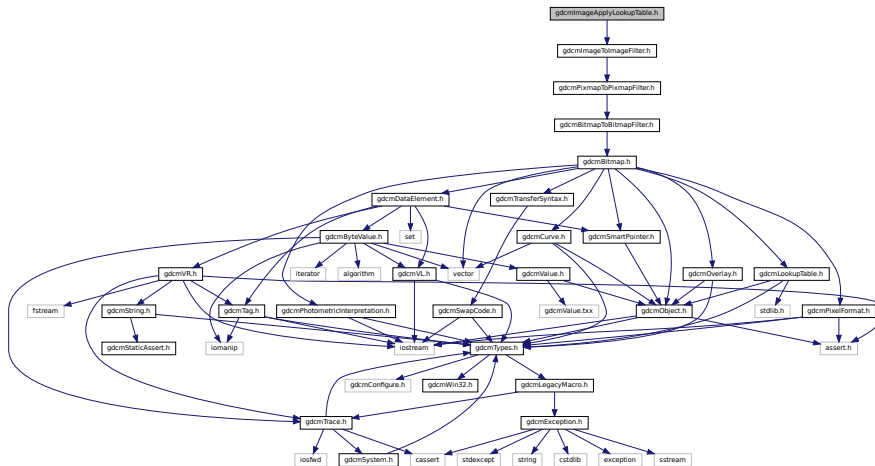 gdcmImageApplyLookupTable.h
gdcmImageToImageFilter.h
gdcmPixmapToPixmapFilter.h
gdcmBitmapToBitmapFilter.h
gdcmBitmap.h
gdcmDataElement.h
gdcmTransferSyntax.h
gdcmByteValue.h
set
gdcmCurve.h
gdcmSmartPointer.h
gdcmVR.h
iterator
algorithm
gdcmVL.h
vector
gdcmValue.h
gdcmOverlay.h
gdcmLookupTable.h
fstream
gdcmString.h
gdcmTag.h
gdcmPhotometricInterpretation.h
gdcmSwapCode.h
gdcmValue.txx
gdcmObject.h
stdlib.h
gdcmPixelFormat.h
gdcmStaticAssert.h
iomanip
iostream
gdcmTypes.h
assert.h
gdcmConfigure.h
gdcmWin32.h
gdcmLegacyMacro.h
gdcmTrace.h
gdcmException.h
iosfwd
gdcmSystem.h
cassert
stdexcept
string
cstdlib
exception
sstream